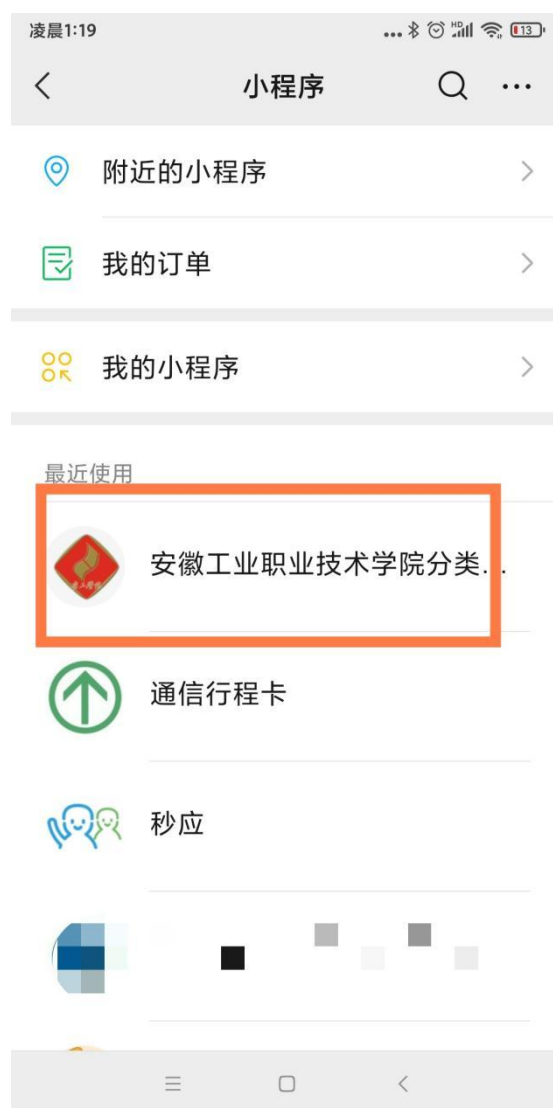 凌晨1:19
HD
13
小程序
附近的小程序
我的订单
我的小程序
最近使用
安徽工业职业技术学院分类...
通信行程卡
秒应